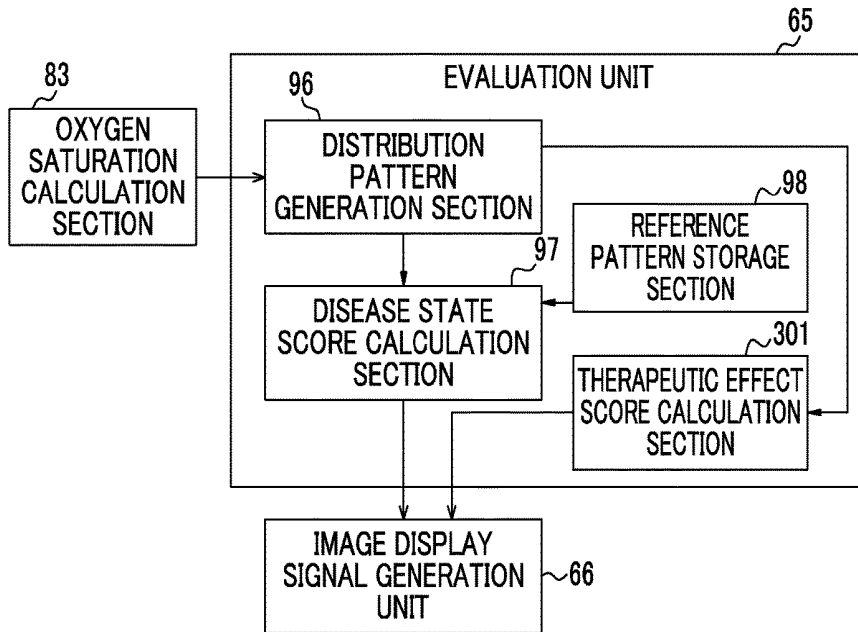 65
EVALUATION UNIT
83
OXYGEN
SATURATION
CALCULATION
SECTION
96
DISTRIBUTION
PATTERN
GENERATION SECTION
98
REFERENCE
PATTERN STORAGE
SECTION
97
DISEASE STATE
SCORE CALCULATION
SECTION
301
THERAPEUTIC EFFECT
SCORE CALCULATION
SECTION
IMAGE DISPLAY
SIGNAL GENERATION
UNIT
66